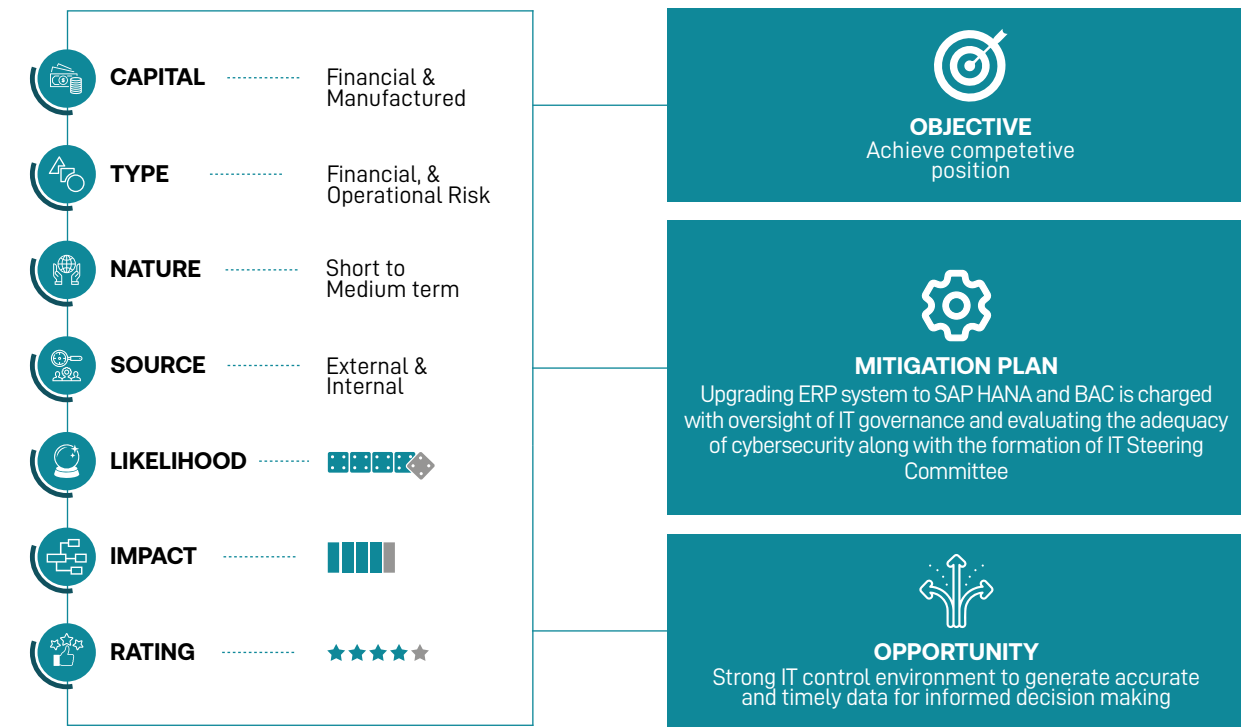 CAPITAL
Financial &
Manufactured
TYPE
Financial, &
Operational Risk
NATURE
Short to
Medium term
SOURCE
External &
Internal
LIKELIHOOD
IMPACT
RATING
OBJECTIVE
Achieve competetive
position
MITIGATION PLAN
Upgrading ERP system to SAP HANA and BAC is charged
with oversight of IT governance and evaluating the adequacy
of cybersecurity along with the formation of IT Steering
Committee
OPPORTUNITY
Strong IT control environment to generate accurate
and timely data for informed decision making